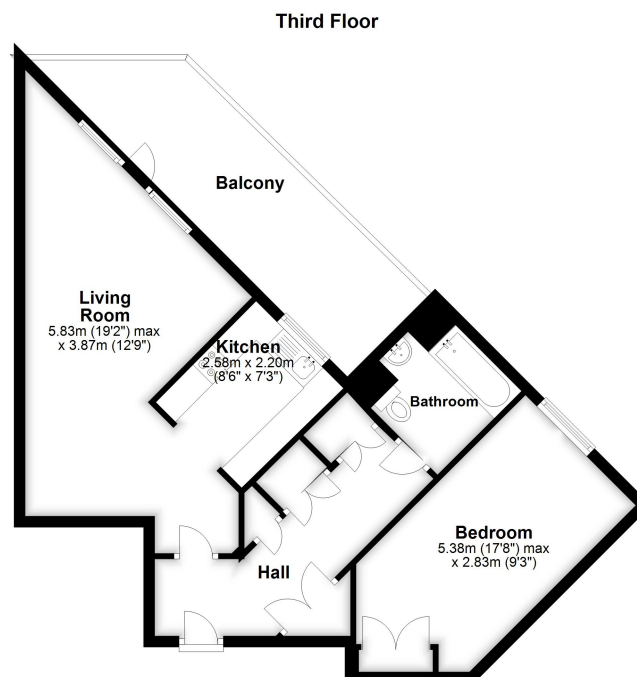 Third Floor
Balcony
Living
Room
5.83m (19'2") max
x 3.87m (12'9")
Kitchen
2.58m x 2.20m
(8'6" x 7'3")
Bathroom
Bedroom
5.38m (17'8") max
x 2.83m (9'3")
Hall